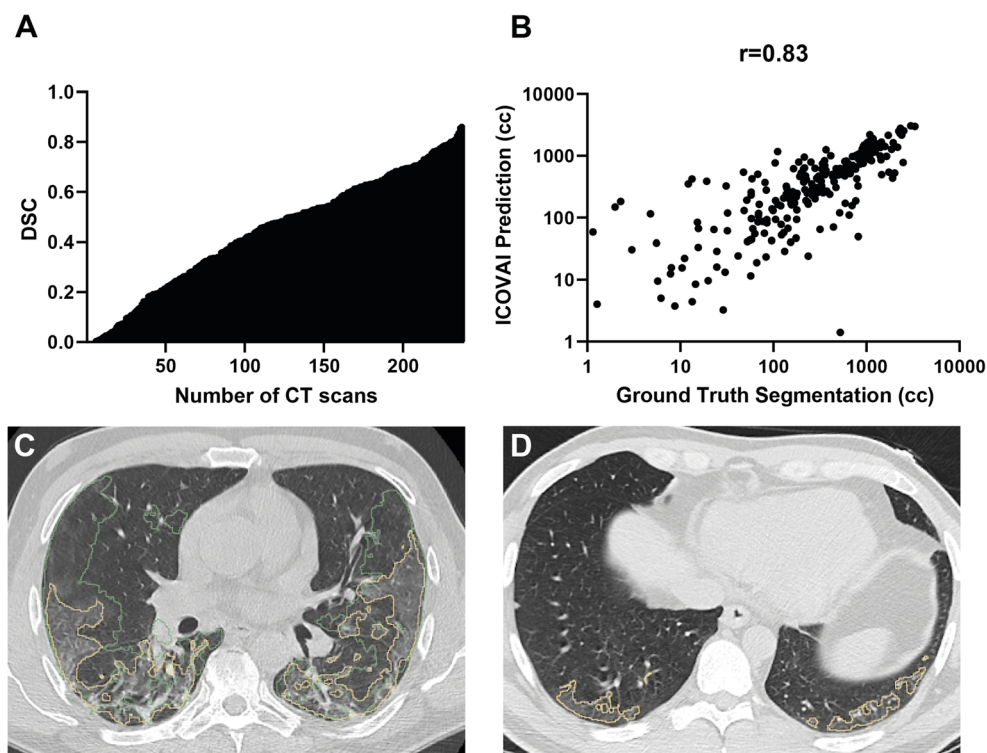 A
1.0
0.8
0.6
0.4
0.2
0.0
DSC
50 100 150 200
Number of CT scans
B
r=0.83
10000
1000
100
10
1
ICOVAI Prediction (cc)
1 10 100 1000 10000
Ground Truth Segmentation (cc)
C
D